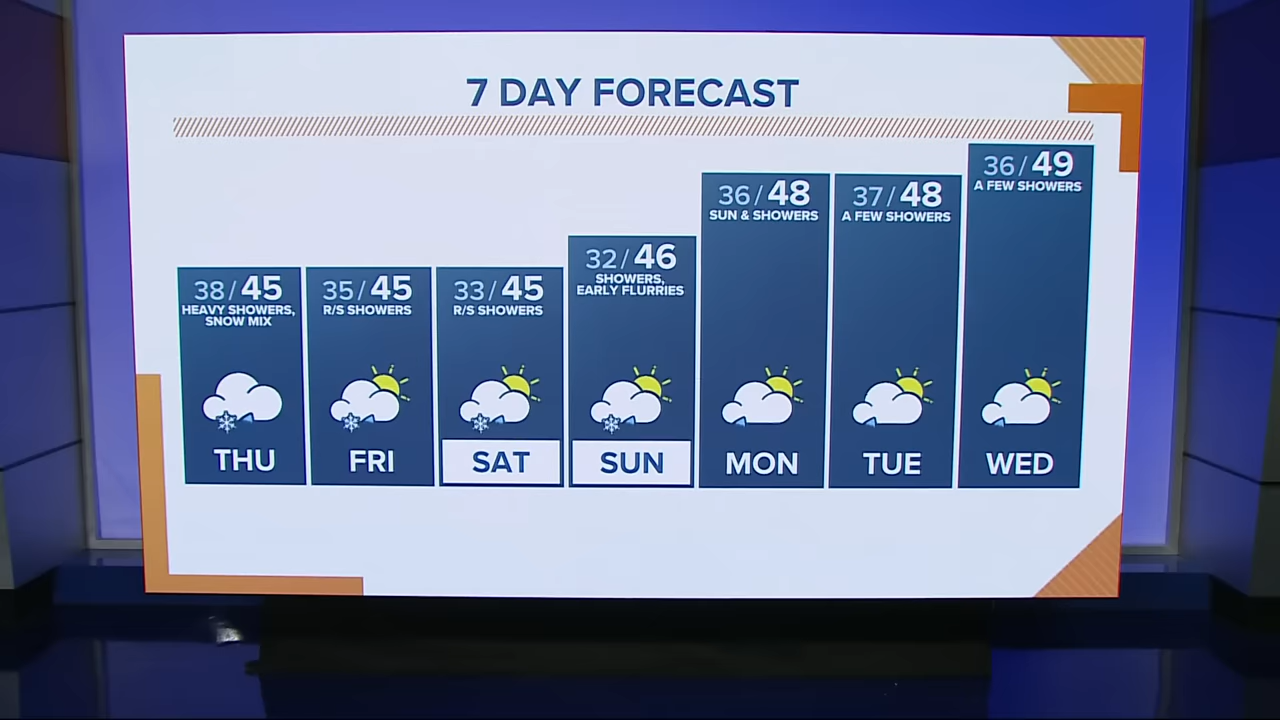 7 DAY FORECAST
38/45
HEAVY SHOWERS,
SNOW MIX
THU
35/45
R/S SHOWERS
FRI
33/45
R/S SHOWERS
SAT
32/46
SHOWERS,
EARLY FLURRIES
SUN
36/48
SUN & SHOWERS
MON
37/48
A FEW SHOWERS
TUE
36/49
A FEW SHOWERS
WED